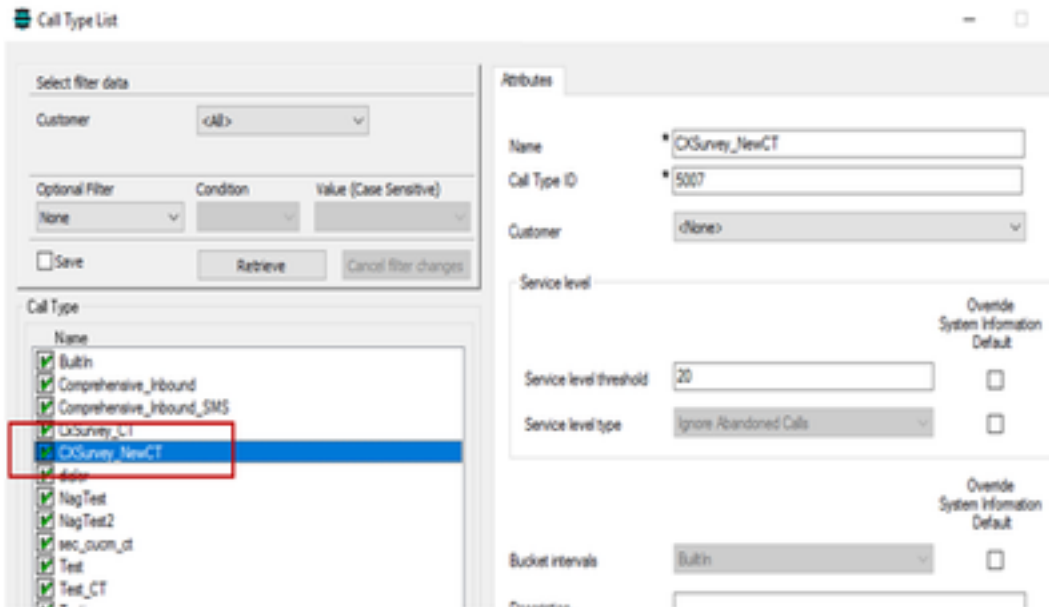 Call Type List
Select filter data
Customer
<All>
Optional Filter Condition Value (Case Sensitive)
None
Save
Retrieve
Cancel filter changes
Call Type
Name
BuiltIn
Comprehensive_Inbound
Comprehensive_Inbound_SMS
CxSurvey_CT
CXSurvey_NewCT
dialer
NagTest
NagTest2
sec_cucm_ct
Test
Test_CT
Attributes
Name * CXSurvey_NewCT
Call Type ID * 5007
Customer <None>
Service level
Override
System Information
Default
Service level threshold 20
Service level type Ignore Abandoned Calls
Override
System Information
Default
Bucket intervals BuiltIn
Description